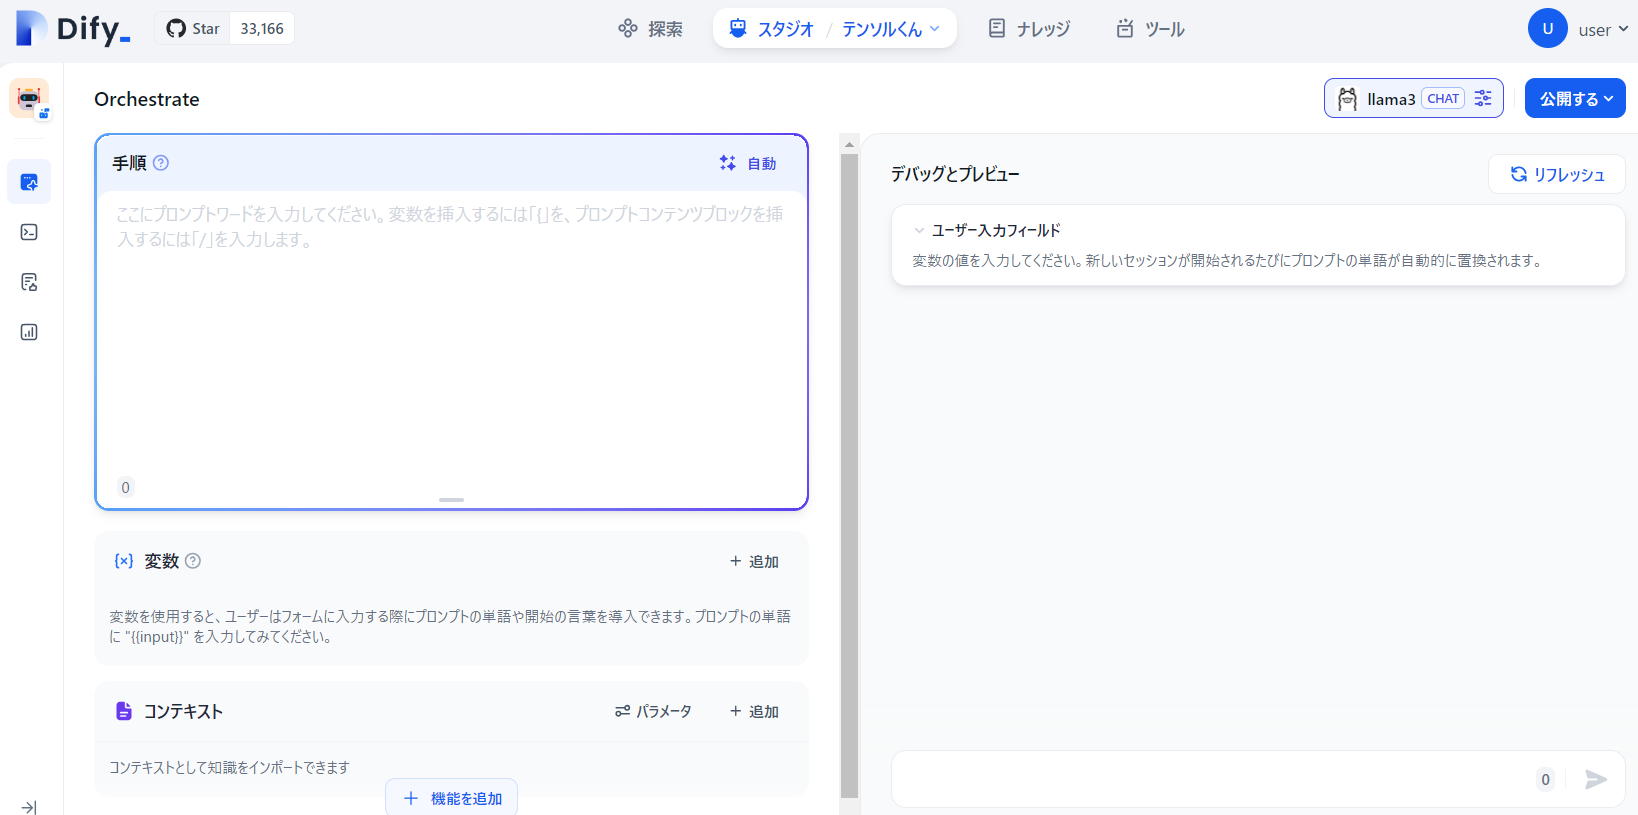 Dify_
Star 33,166
探索
スタジオ / テンソルくん
ナレッジ
ツール
U user
Orchestrate
llama3 CHAT
公開する
手順
自動
ここにプロンプトワードを入力してください。変数を挿入するには「{」を、プロンプトコンテンツブロックを挿
入するには「/」を入力します。
0
変数
+ 追加
変数を使用すると、ユーザーはフォームに入力する際にプロンプトの単語や開始の言葉を導入できます。プロンプトの単語
に "{{input}}" を入力してみてください。
コンテキスト
パラメータ
+ 追加
コンテキストとして知識をインポートできます
+ 機能を追加
デバッグとプレビュー
リフレッシュ
ユーザー入力フィールド
変数の値を入力してください。新しいセッションが開始されるたびにプロンプトの単語が自動的に置換されます。
0